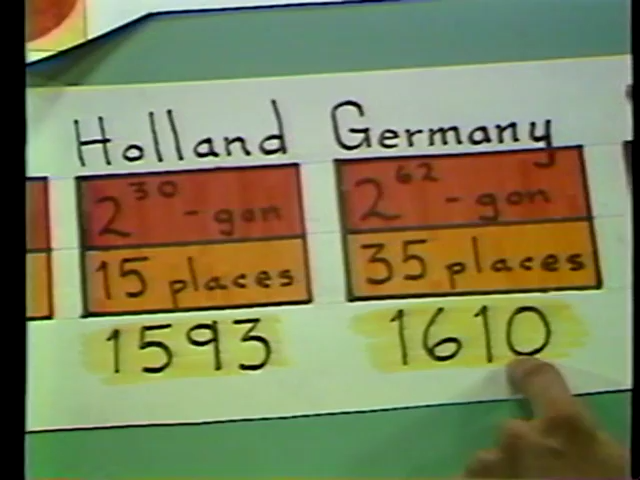 Holland
2³⁰-gon
15 places
1593
Germany
2⁶²-gon
35 places
1610